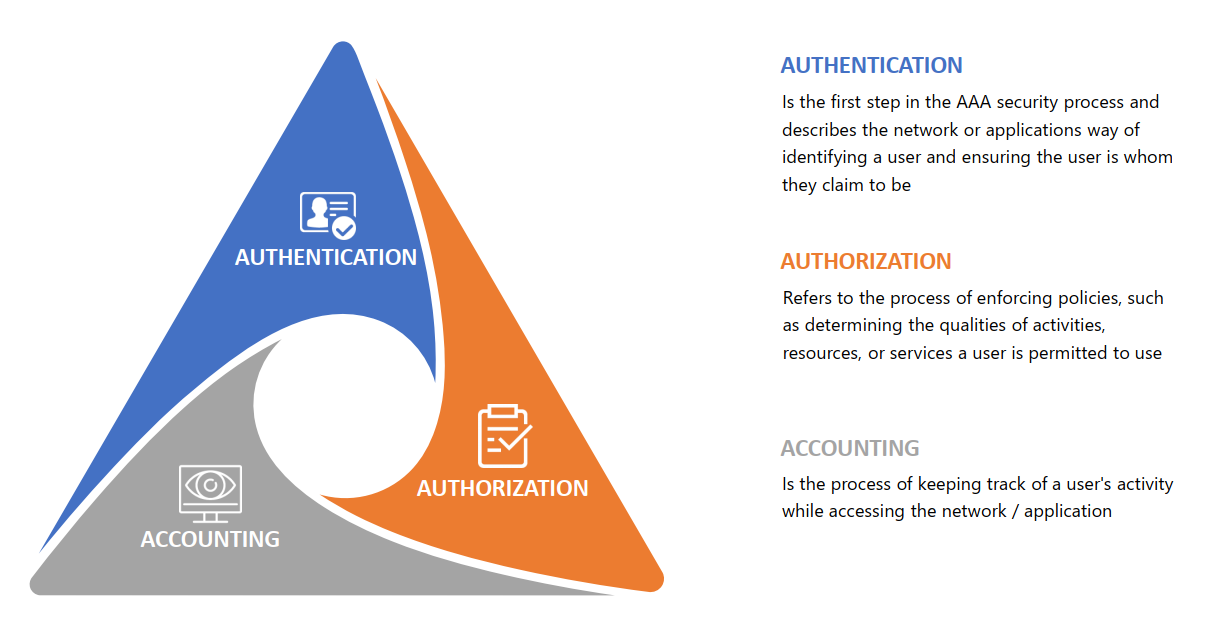 AUTHENTICATION
AUTHORIZATION
ACCOUNTING
AUTHENTICATION
Is the first step in the AAA security process and
describes the network or applications way of
identifying a user and ensuring the user is whom
they claim to be
AUTHORIZATION
Refers to the process of enforcing policies, such
as determining the qualities of activities,
resources, or services a user is permitted to use
ACCOUNTING
Is the process of keeping track of a user's activity
while accessing the network / application